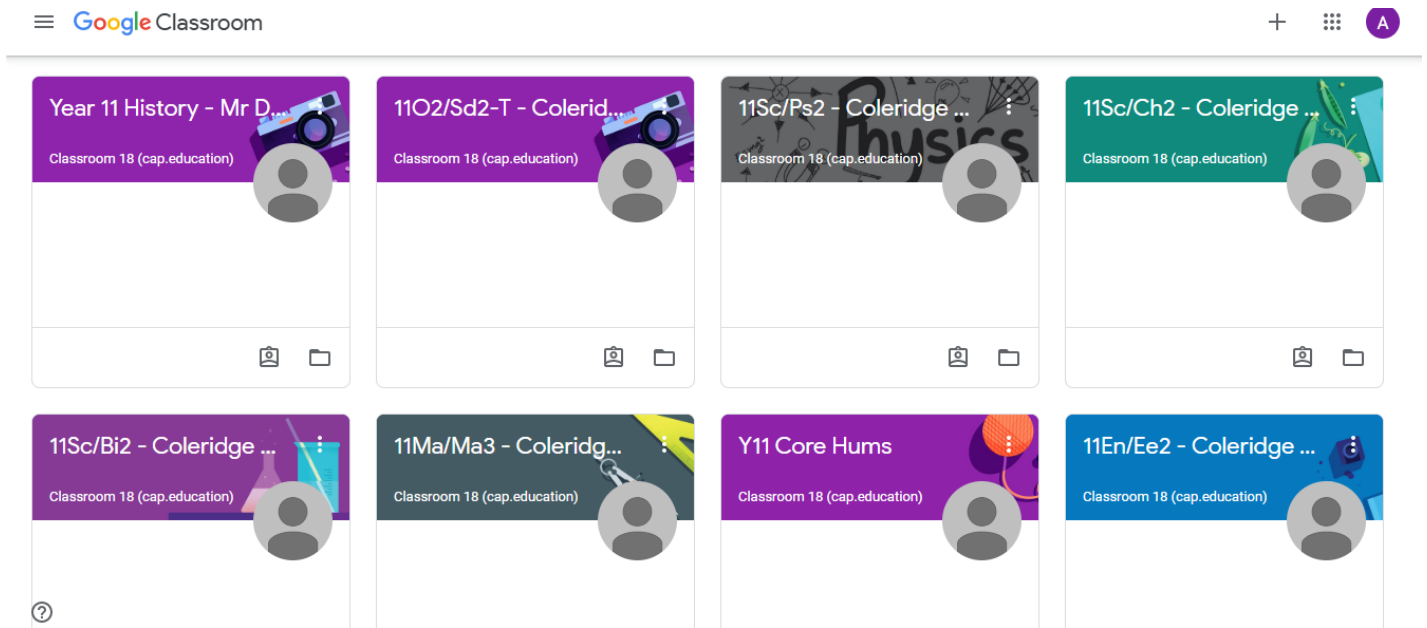 Google Classroom
A
Year 11 History - Mr D...
Classroom 18 (cap.education)
11O2/Sd2-T - Colerid...
Classroom 18 (cap.education)
11Sc/Ps2 - Coleridge ...
Classroom 18 (cap.education)
Physics
11Sc/Ch2 - Coleridge ...
Classroom 18 (cap.education)
11Sc/Bi2 - Coleridge ...
Classroom 18 (cap.education)
11Ma/Ma3 - Coleridg...
Classroom 18 (cap.education)
Y11 Core Hums
Classroom 18 (cap.education)
11En/Ee2 - Coleridge ...
Classroom 18 (cap.education)